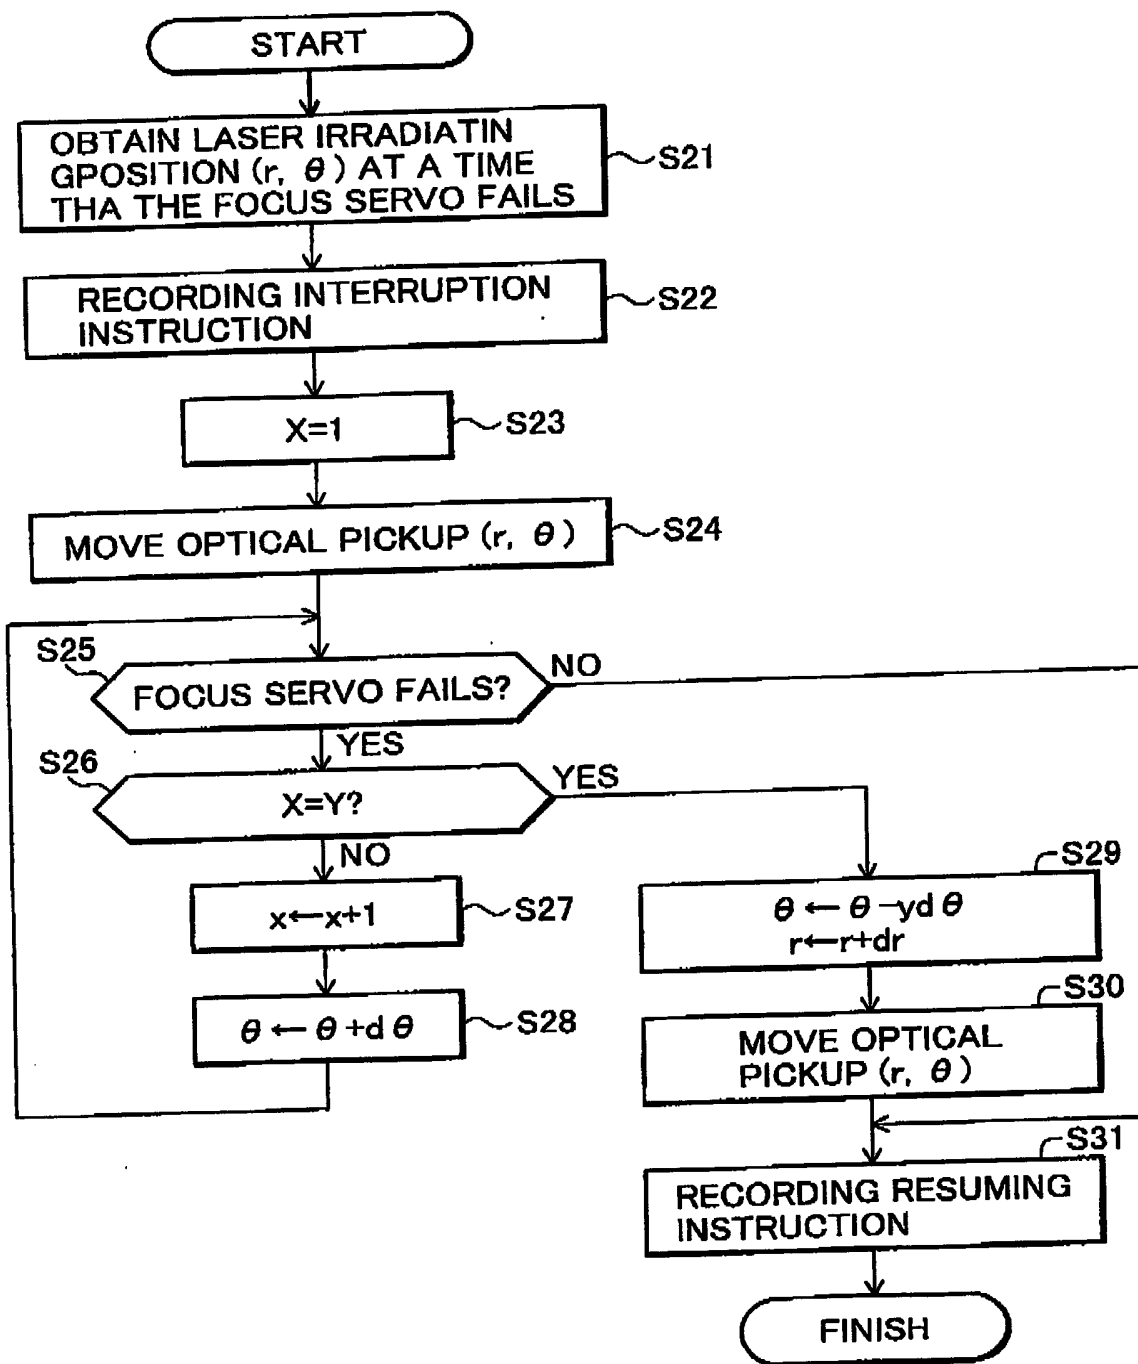 START
OBTAIN LASER IRRADIATIN
GPOSITION (r, θ) AT A TIME
THA THE FOCUS SERVO FAILS
S21
RECORDING INTERRUPTION
INSTRUCTION
S22
X=1
S23
MOVE OPTICAL PICKUP (r, θ)
S24
S25
FOCUS SERVO FAILS?
NO
YES
S26
X=Y?
YES
NO
x←x+1
S27
θ ← θ +d θ
S28
S29
θ ← θ -yd θ
r←r+dr
S30
MOVE OPTICAL
PICKUP (r, θ)
S31
RECORDING RESUMING
INSTRUCTION
FINISH